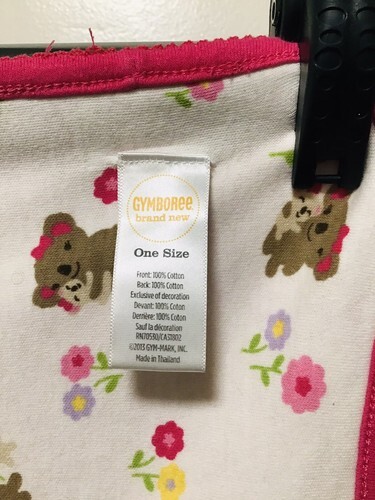 GYMBOREE
brand new
One Size
Front: 100% Cotton
Back: 100% Cotton
Exclusive of decoration
Devant: 100% Coton
Derrière: 100% Coton
Sauf la décoration
RN70530/CA31802
©2013 GYM-MARK, INC.
Made in Thailand